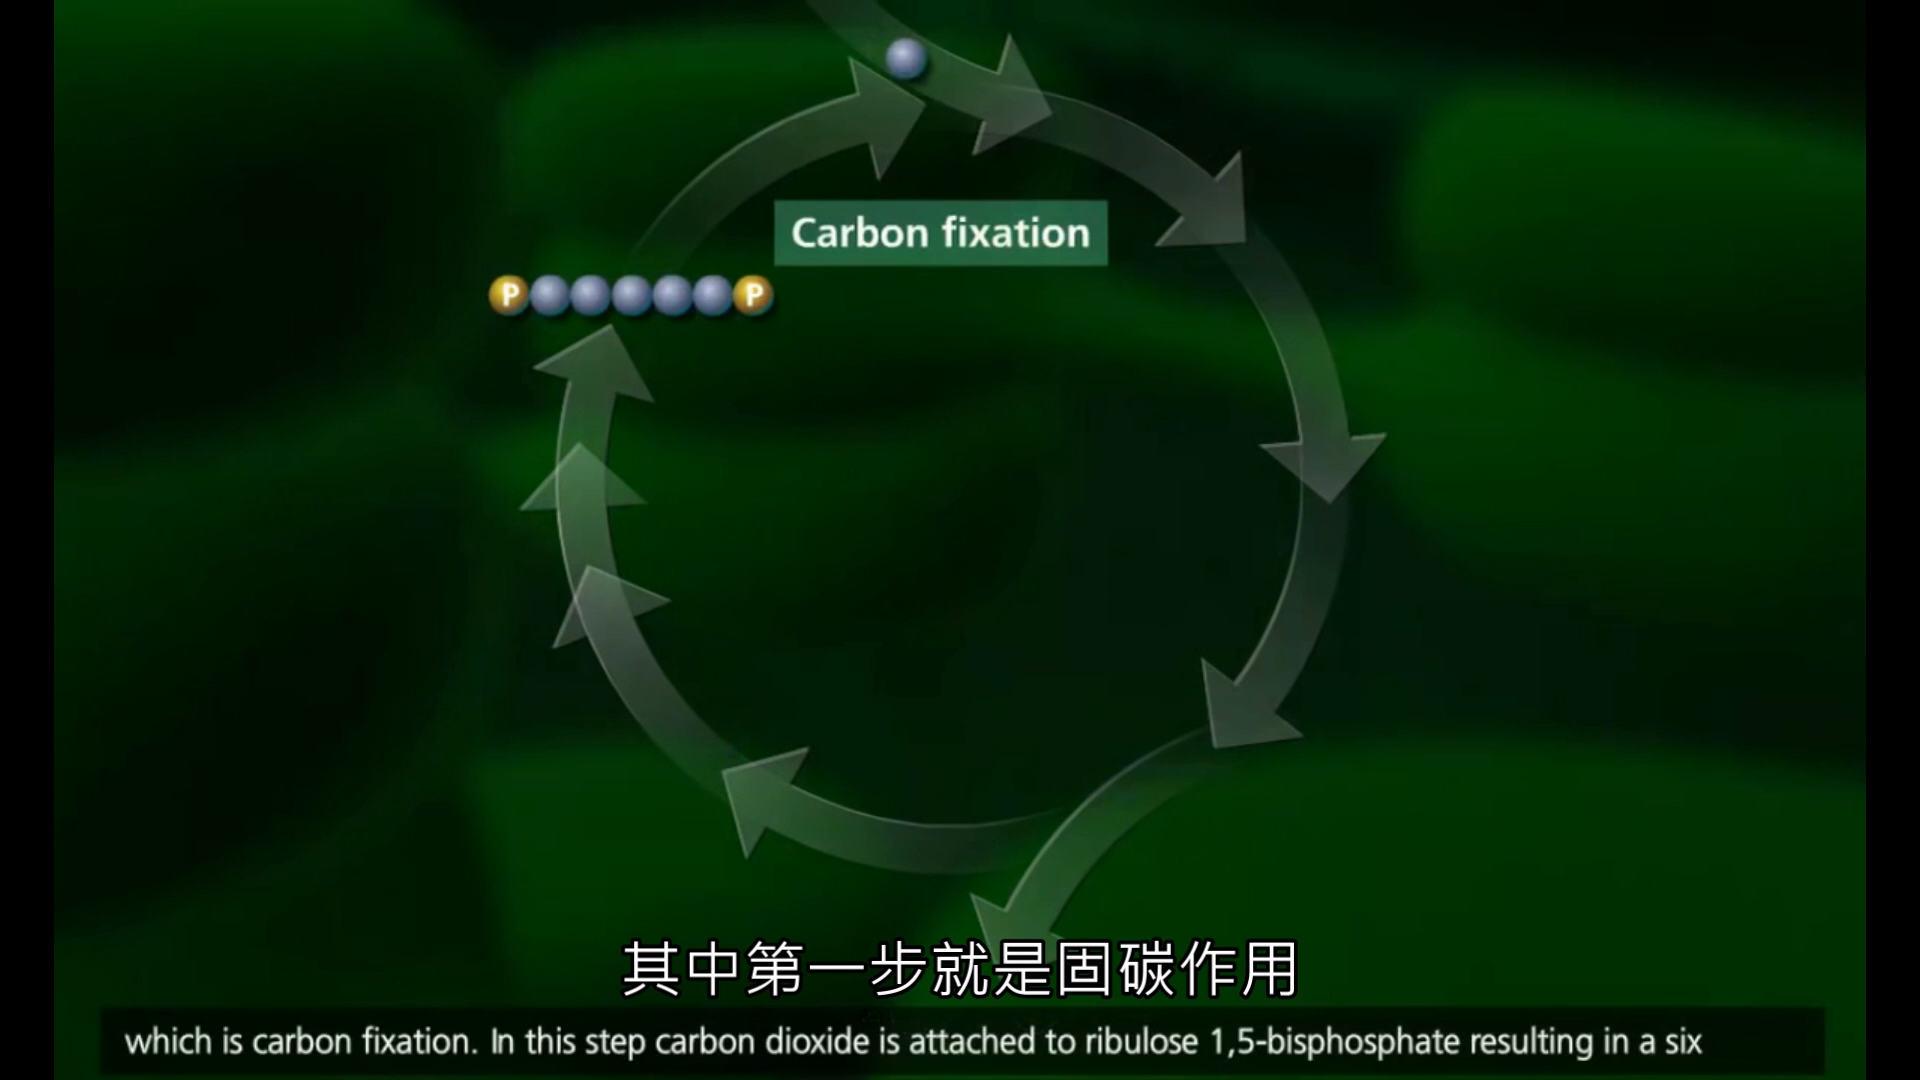 Carbon fixation
P P
其中第一步就是固碳作用
which is carbon fixation. In this step carbon dioxide is attached to ribulose 1,5-bisphosphate resulting in a six